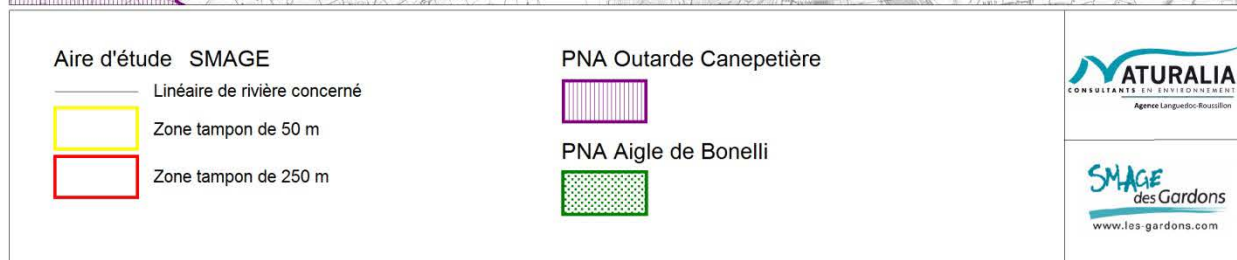 Aire d'étude SMAGE
Linéaire de rivière concerné
Zone tampon de 50 m
Zone tampon de 250 m
PNA Outarde Canepetière
PNA Aigle de Bonelli
NATURALIA
CONSULTANTS EN ENVIRONNEMENT
Agence Languedoc-Roussillon
SMAGE
des Gardons
www.les-gardons.com